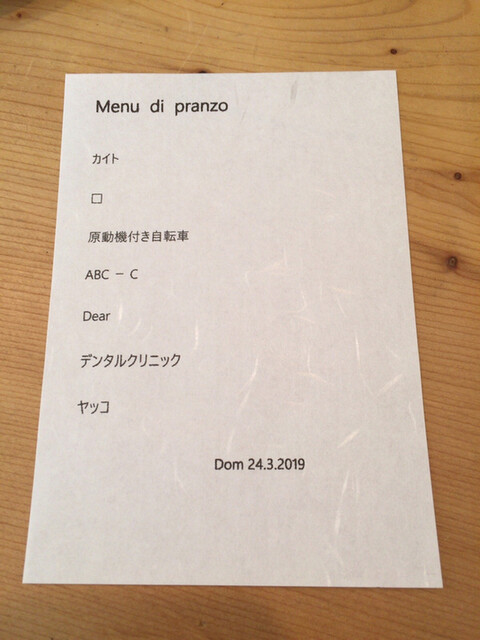 Menu di pranzo
カイト
□
原動機付き自転車
ABC − C
Dear
デンタルクリニック
ヤッコ
Dom 24.3.2019